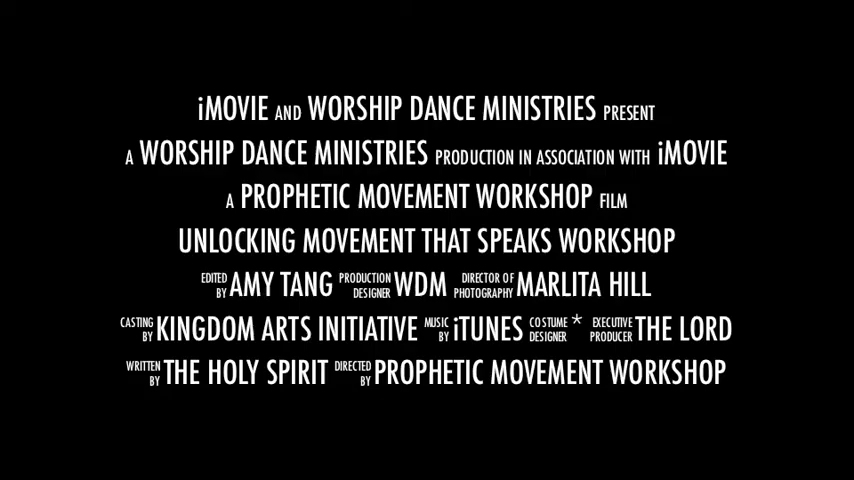 iMOVIE AND WORSHIP DANCE MINISTRIES PRESENT
A WORSHIP DANCE MINISTRIES PRODUCTION IN ASSOCIATION WITH iMOVIE
A PROPHETIC MOVEMENT WORKSHOP FILM
UNLOCKING MOVEMENT THAT SPEAKS WORKSHOP
EDITED BY AMY TANG PRODUCTION DESIGNER WDM DIRECTOR OF PHOTOGRAPHY MARLITA HILL
CASTING BY KINGDOM ARTS INITIATIVE MUSIC BY iTUNES COSTUME DESIGNER * EXECUTIVE PRODUCER THE LORD
WRITTEN BY THE HOLY SPIRIT DIRECTED BY PROPHETIC MOVEMENT WORKSHOP